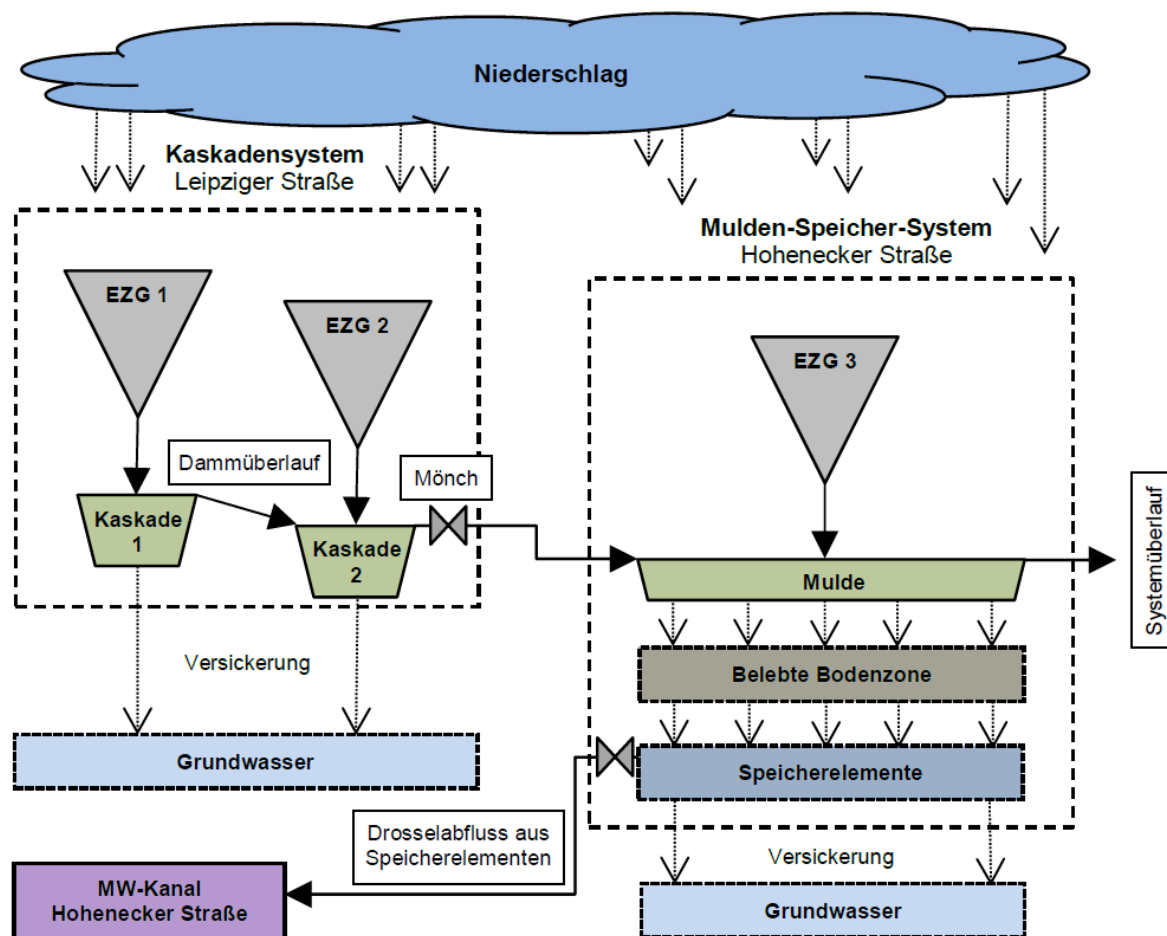 Niederschlag
Kaskadensystem
Leipziger Straße
Mulden-Speicher-System
Hohenecker Straße
EZG 1
EZG 2
EZG 3
Dammüberlauf
Mönch
Kaskade
1
Kaskade
2
Mulde
Systemüberlauf
Versickerung
Belebte Bodenzone
Grundwasser
Speicherelemente
Drosselabfluss aus
Speicherelementen
Versickerung
MW-Kanal
Hohenecker Straße
Grundwasser